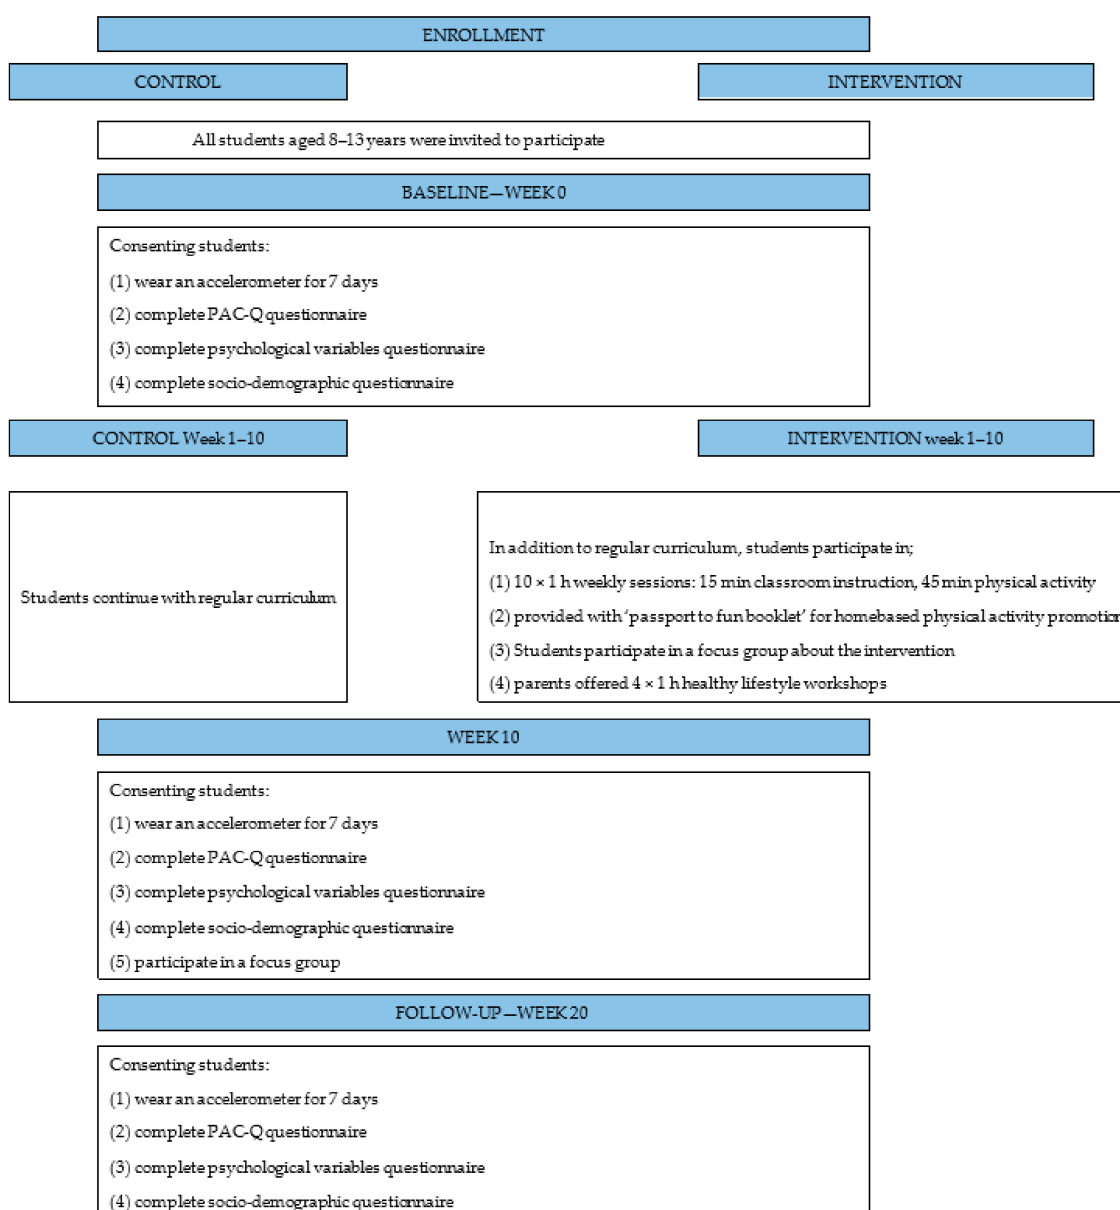 ENROLLMENT
CONTROL
INTERVENTION
All students aged 8–13 years were invited to participate
BASELINE—WEEK 0
Consenting students:
(1) wear an accelerometer for 7 days
(2) complete PAC-Q questionnaire
(3) complete psychological variables questionnaire
(4) complete socio-demographic questionnaire
CONTROL Week 1–10
INTERVENTION week 1–10
Students continue with regular curriculum
In addition to regular curriculum, students participate in;
(1) 10 × 1 h weekly sessions: 15 min classroom instruction, 45 min physical activity
(2) provided with ‘passport to fun booklet’ for homebased physical activity promotion
(3) Students participate in a focus group about the intervention
(4) parents offered 4 × 1 h healthy lifestyle workshops
WEEK 10
Consenting students:
(1) wear an accelerometer for 7 days
(2) complete PAC-Q questionnaire
(3) complete psychological variables questionnaire
(4) complete socio-demographic questionnaire
(5) participate in a focus group
FOLLOW-UP—WEEK 20
Consenting students:
(1) wear an accelerometer for 7 days
(2) complete PAC-Q questionnaire
(3) complete psychological variables questionnaire
(4) complete socio-demographic questionnaire